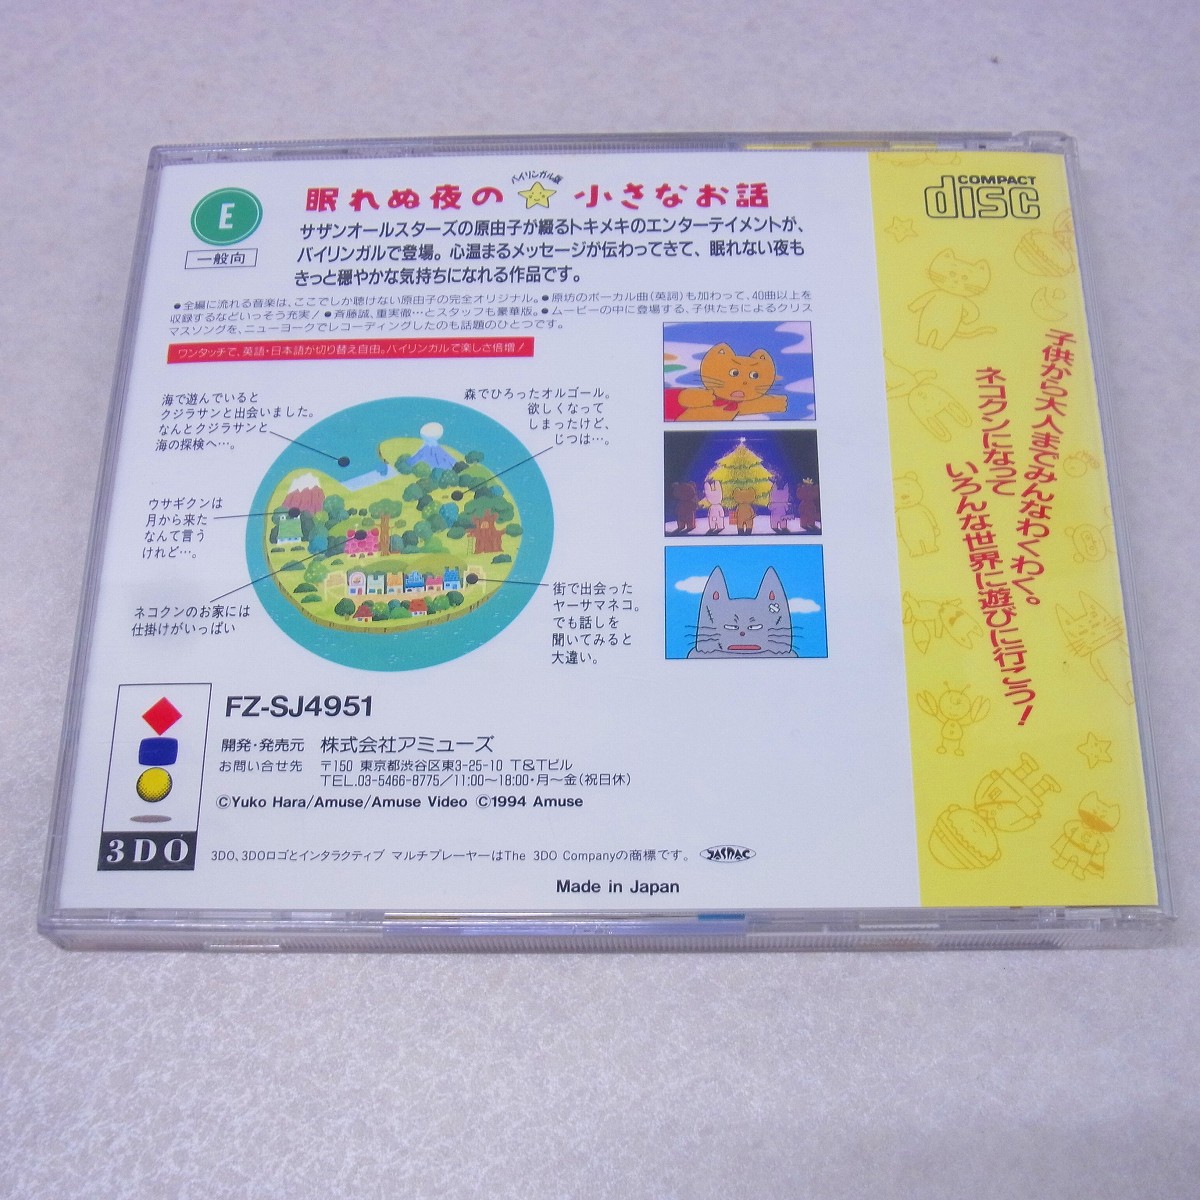 E
一般向
眠れぬ夜の
バイリンガル版
小さなお話
サザンオールスターズの原由子が綴るトキメキのエンターテイメントが、
バイリンガルで登場。心温まるメッセージが伝わってきて、眠れない夜も
きっと穏やかな気持ちになれる作品です。
●全編に流れる音楽は、ここでしか聴けない原由子の完全オリジナル。●原坊のボーカル曲（英詞）も加わって、40曲以上を
収録するなどいっそう充実！●斉藤誠、重実徹…とスタッフも豪華版。●ムービーの中に登場する、子供たちによるクリス
マスソングを、ニューヨークでレコーディングしたのも話題のひとつです。
ワンタッチで、英語・日本語が切り替え自由。バイリンガルで楽しさ倍増！
海で遊んでいると
クジラサンと出会いました。
なんとクジラサンと
海の探検へ…。
森でひろったオルゴール。
欲しくなって
しまったけど、
じつは…。
ウサギクンは
月から来た
なんて言う
けれど…。
ネコクンのお家には
仕掛けがいっぱい
街で出会った
ヤーサマネコ。
でも話しを
聞いてみると
大違い。
COMPACT
disc
子供から大人までみんなわくわく。
ネコクンになって
いろんな世界に遊びに行こう！
3DO
FZ-SJ4951
開発・発売元 株式会社アミューズ
お問い合せ先 〒150 東京都渋谷区東3-25-10 T&Tビル
TEL.03-5466-8775／11:00～18:00・月～金（祝日休）
©Yuko Hara/Amuse/Amuse Video ©1994 Amuse
3DO、3DOロゴとインタラクティブ マルチプレーヤーはThe 3DO Companyの商標です。
JASRAC
Made in Japan